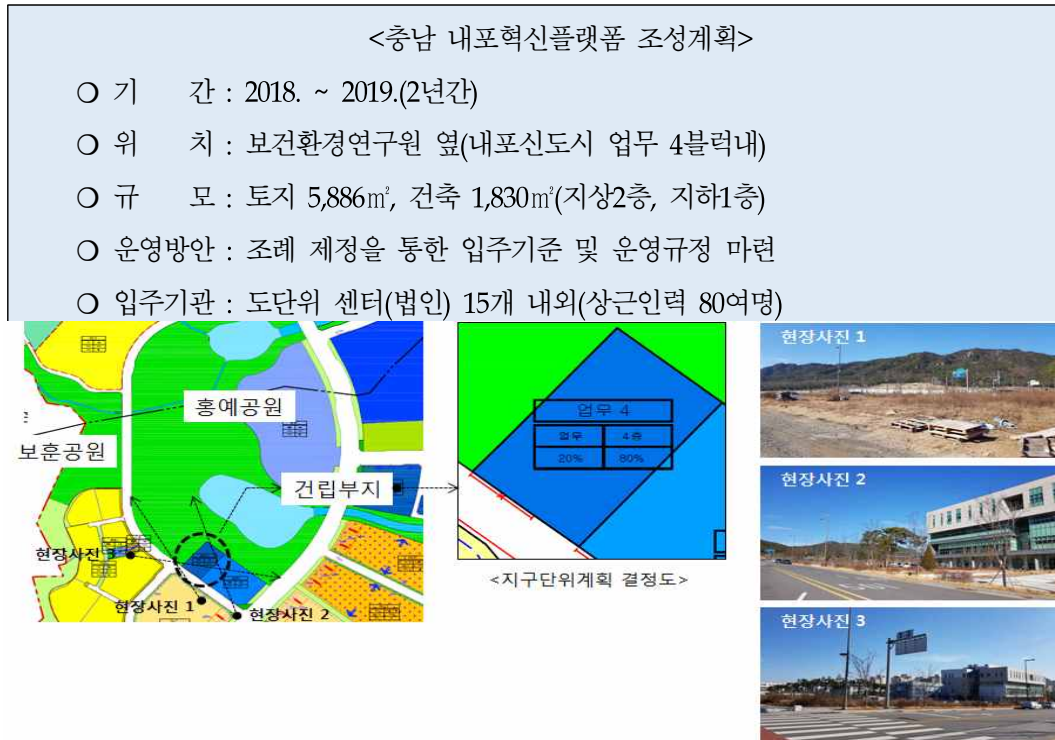 <충남 내포혁신플랫폼 조성계획>
❍ 기 간 : 2018. ~ 2019.(2년간)
❍ 위 치 : 보건환경연구원 옆(내포신도시 업무 4블럭내)
❍ 규 모 : 토지 5,886㎡, 건축 1,830㎡(지상2층, 지하1층)
❍ 운영방안 : 조례 제정을 통한 입주기준 및 운영규정 마련
❍ 입주기관 : 도단위 센터(법인) 15개 내외(상근인력 80여명)
홍예공원
보훈공원
건립부지
현장사진 3
현장사진 1
현장사진 2
업무 4
업무 4층
20% 80%
<지구단위계획 결정도>
현장사진 1
현장사진 2
현장사진 3